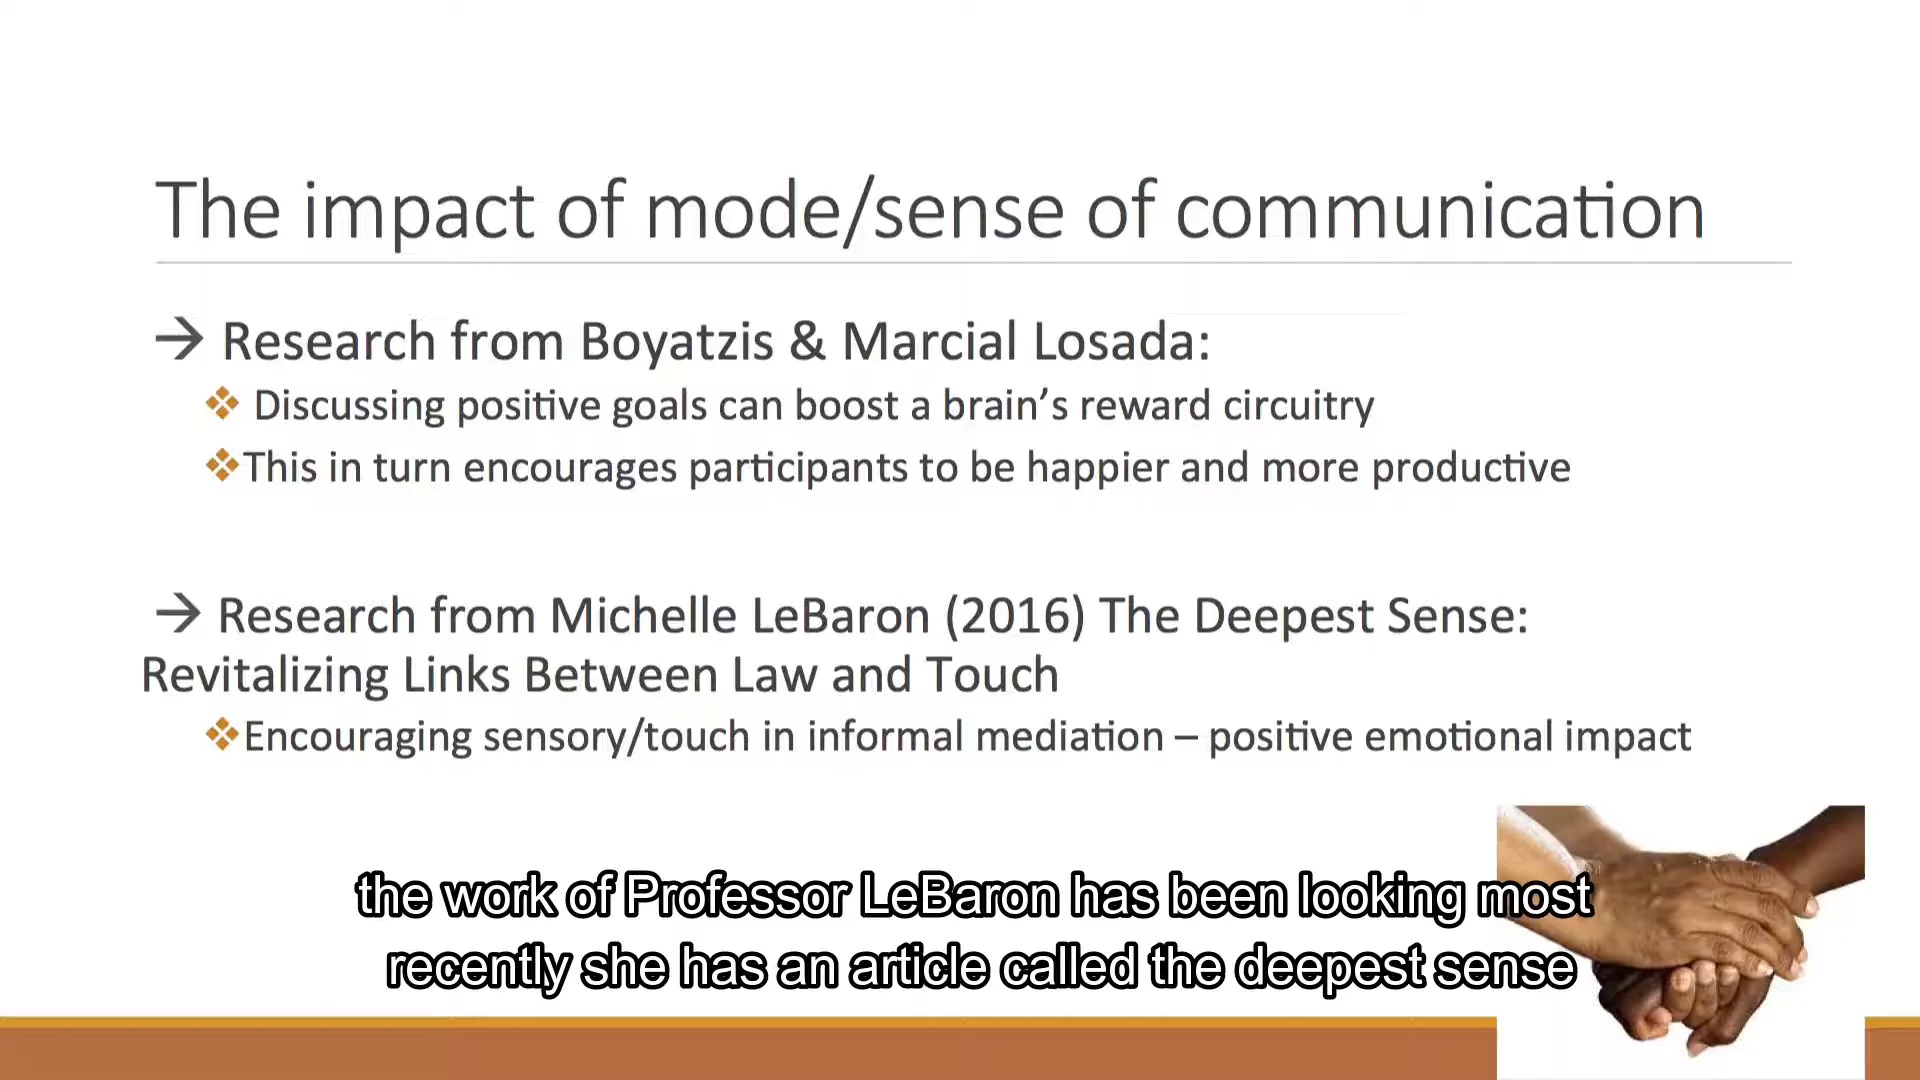 The impact of mode/sense of communication
→ Research from Boyatzis & Marcial Losada:
❖ Discussing positive goals can boost a brain’s reward circuitry
❖This in turn encourages participants to be happier and more productive
→ Research from Michelle LeBaron (2016) The Deepest Sense:
Revitalizing Links Between Law and Touch
❖Encouraging sensory/touch in informal mediation – positive emotional impact
the work of Professor LeBaron has been looking most
recently she has an article called the deepest sense